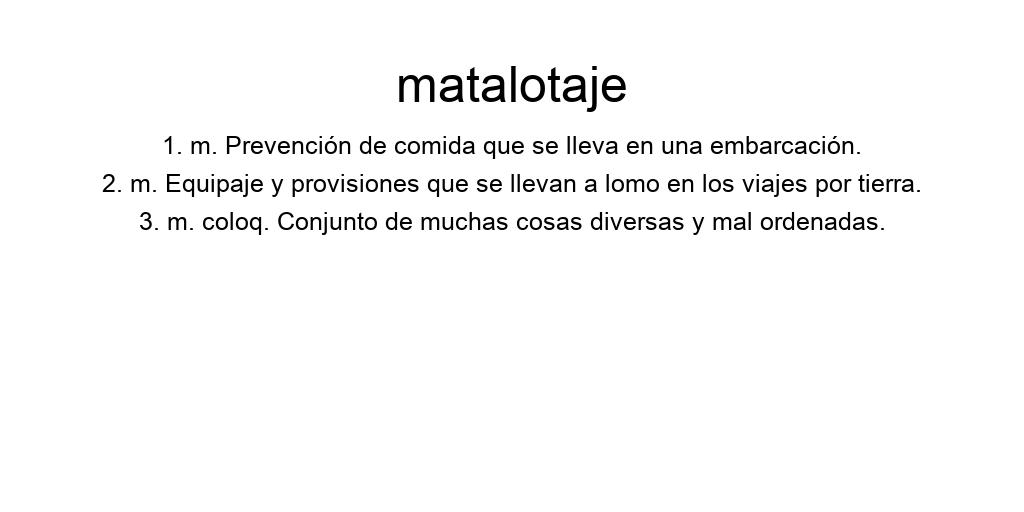 matalotaje
1. m. Prevención de comida que se lleva en una embarcación.
2. m. Equipaje y provisiones que se llevan a lomo en los viajes por tierra.
3. m. coloq. Conjunto de muchas cosas diversas y mal ordenadas.